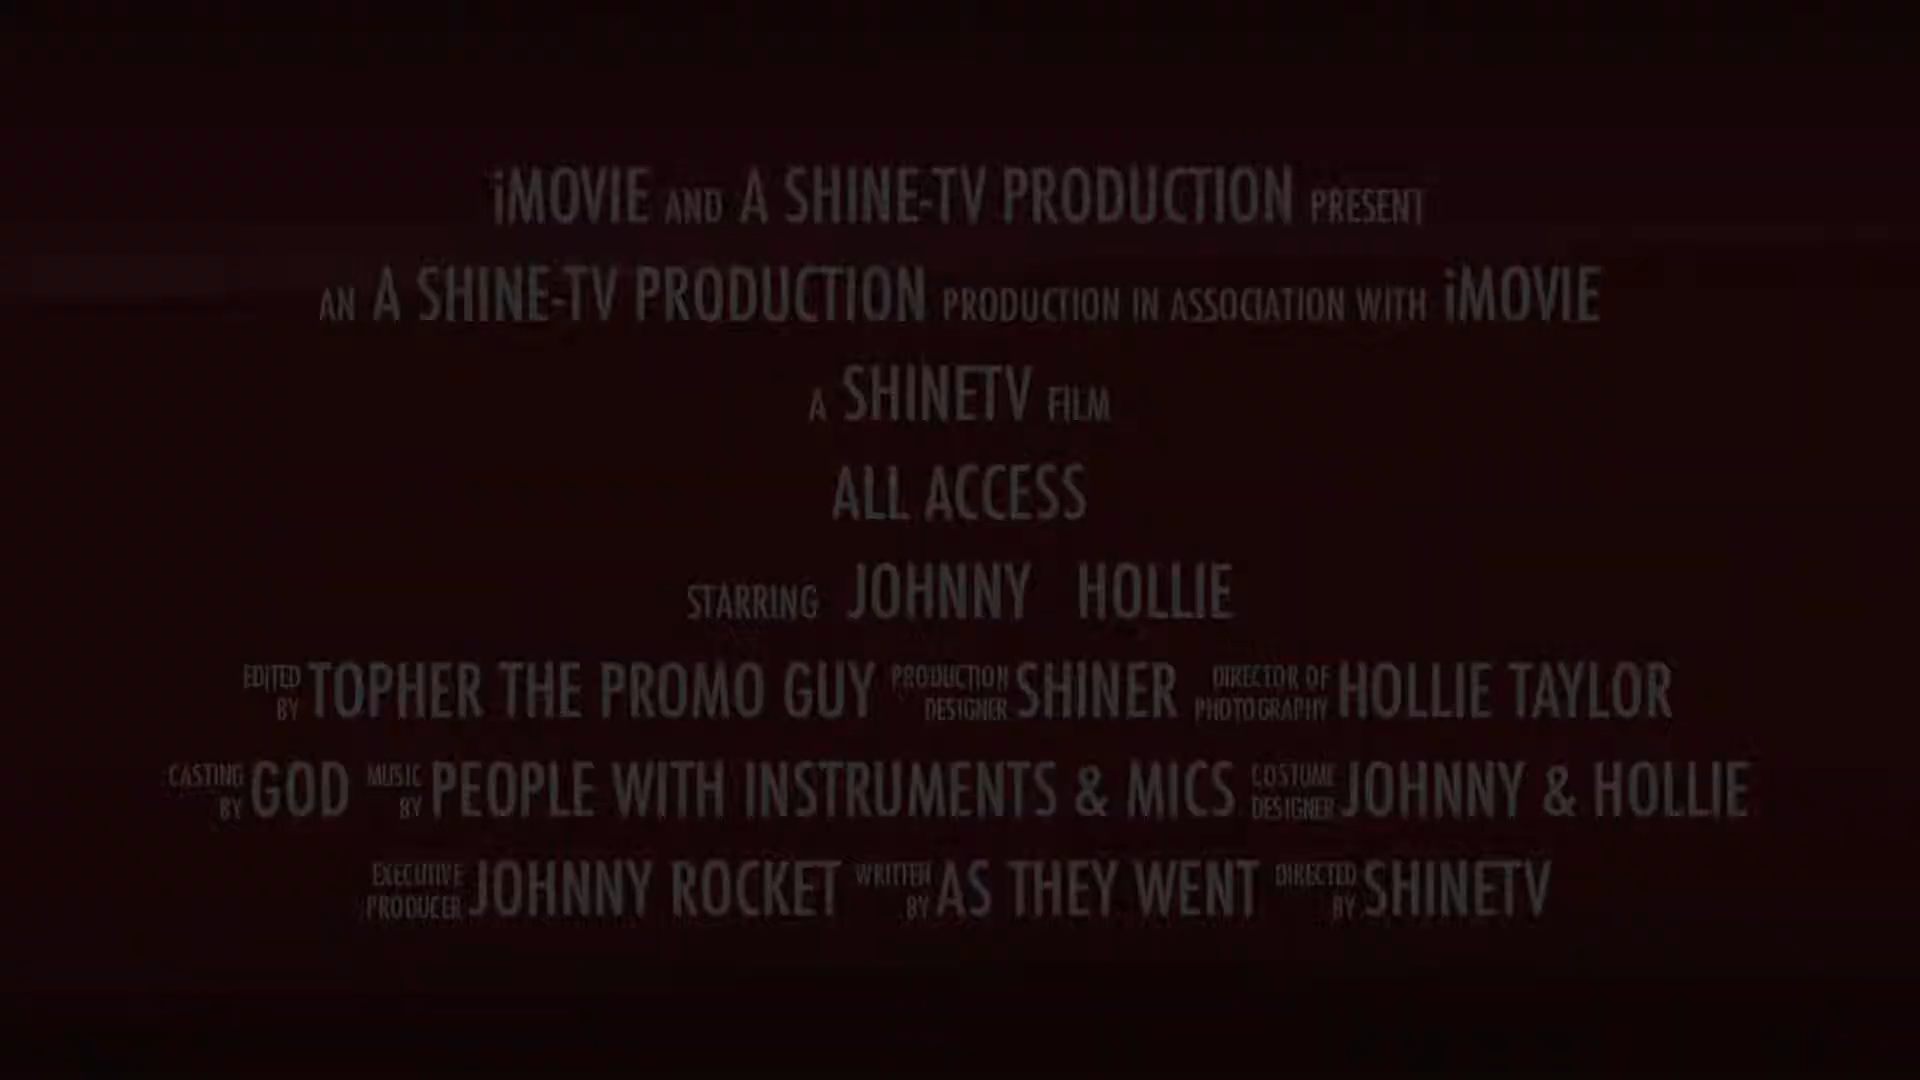 iMOVIE AND A SHINE-TV PRODUCTION PRESENT
AN A SHINE-TV PRODUCTION PRODUCTION IN ASSOCIATION WITH iMOVIE
A SHINETV FILM
ALL ACCESS
STARRING JOHNNY HOLLIE
EDITED BY TOPHER THE PROMO GUY PRODUCTION DESIGNER SHINER DIRECTOR OF PHOTOGRAPHY HOLLIE TAYLOR
CASTING BY GOD MUSIC BY PEOPLE WITH INSTRUMENTS & MICS COSTUME DESIGNER JOHNNY & HOLLIE
EXECUTIVE PRODUCER JOHNNY ROCKET WRITTEN BY AS THEY WENT DIRECTED BY SHINETV